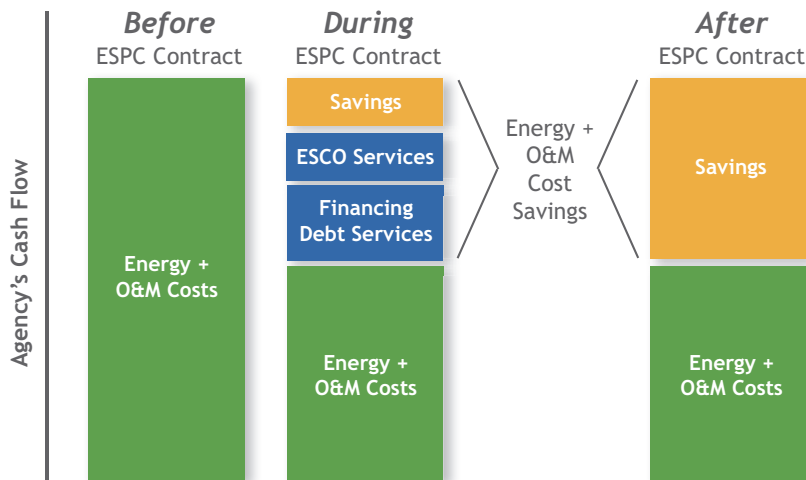 Before
ESPC Contract
During
ESPC Contract
After
ESPC Contract
Agency’s Cash Flow
Energy +
O&M Costs
Savings
ESCO Services
Financing
Debt Services
Energy +
O&M Costs
Energy +
O&M
Cost
Savings
Savings
Energy +
O&M Costs